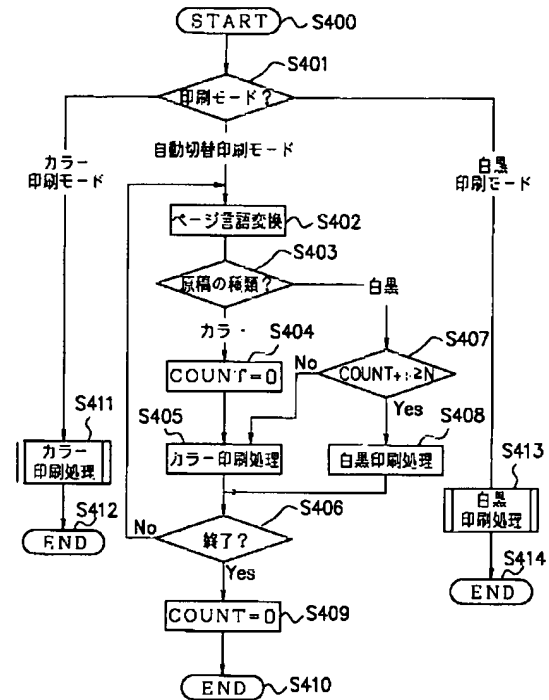 START
S400
S401
印刷モード?
カラー
印刷モード
自動切替印刷モード
白黒
印刷モード
ページ言語変換
S402
S403
原稿の種類?
白黒
カラー
S404
S407
No
COUNT=0
≥N
Yes
S411
S405
S408
カラー
印刷処理
カラー印刷処理
白黒印刷処理
S413
白黒
印刷処理
S412
END
No
S406
終了?
S414
END
Yes
COUNT=0
S409
END
S410